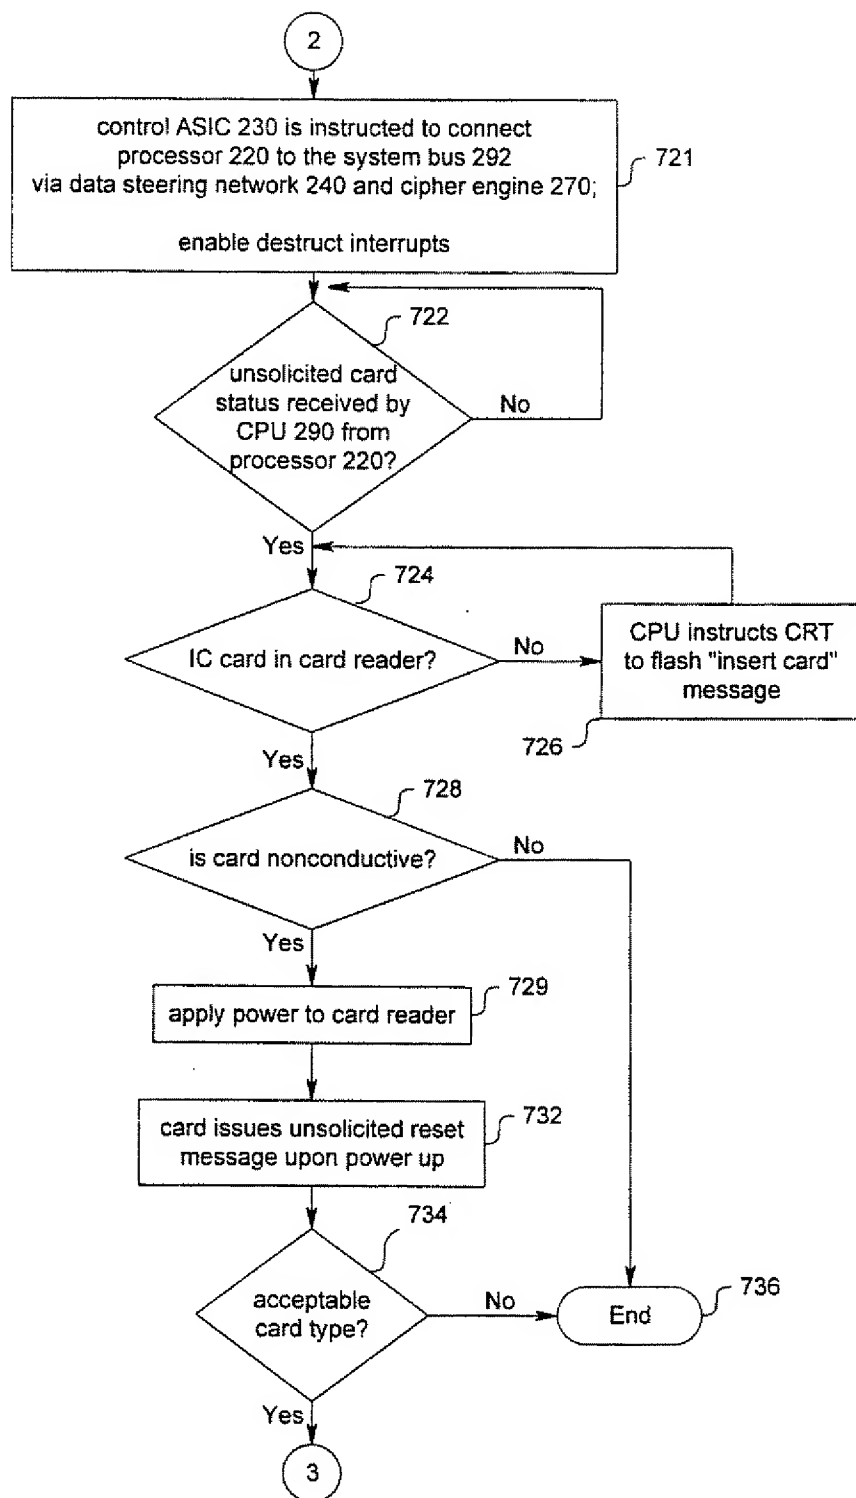 2
control ASIC 230 is instructed to connect
processor 220 to the system bus 292
via data steering network 240 and cipher engine 270;
enable destruct interrupts
721
722
unsolicited card
status received by
CPU 290 from
processor 220?
No
Yes
724
IC card in card reader?
No
CPU instructs CRT
to flash "insert card"
message
726
Yes
728
is card nonconductive?
No
Yes
apply power to card reader
729
card issues unsolicited reset
message upon power up
732
734
acceptable
card type?
No
End
736
Yes
3